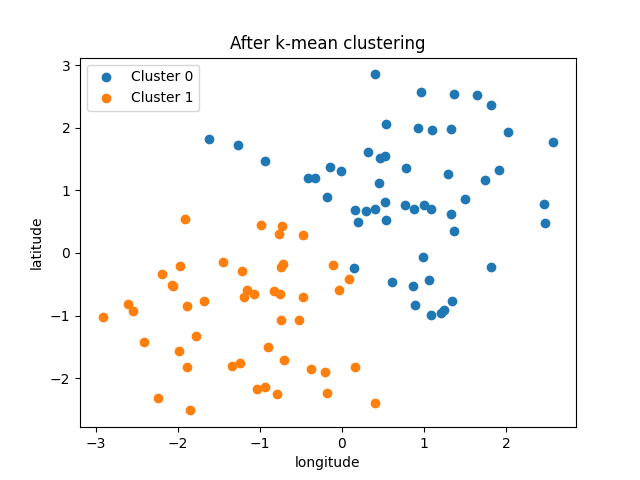 After k-mean clustering
Cluster 0
Cluster 1
3
2
1
0
−1
−2
latitude
−3
−2
−1
0
1
2
longitude